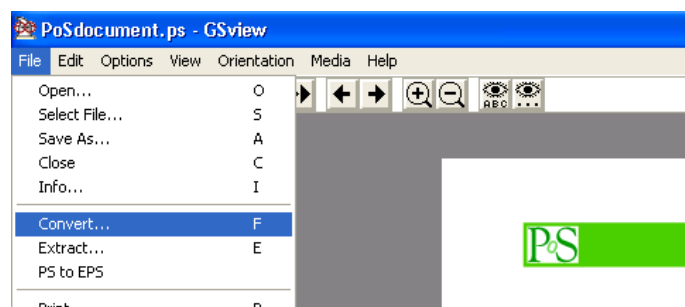 PoSdocument.ps - GSview
File Edit Options View Orientation Media Help
Open... O
Select File... S
Save As... A
Close C
Info... I
Convert... F
Extract... E
PS to EPS
ABC
PoS